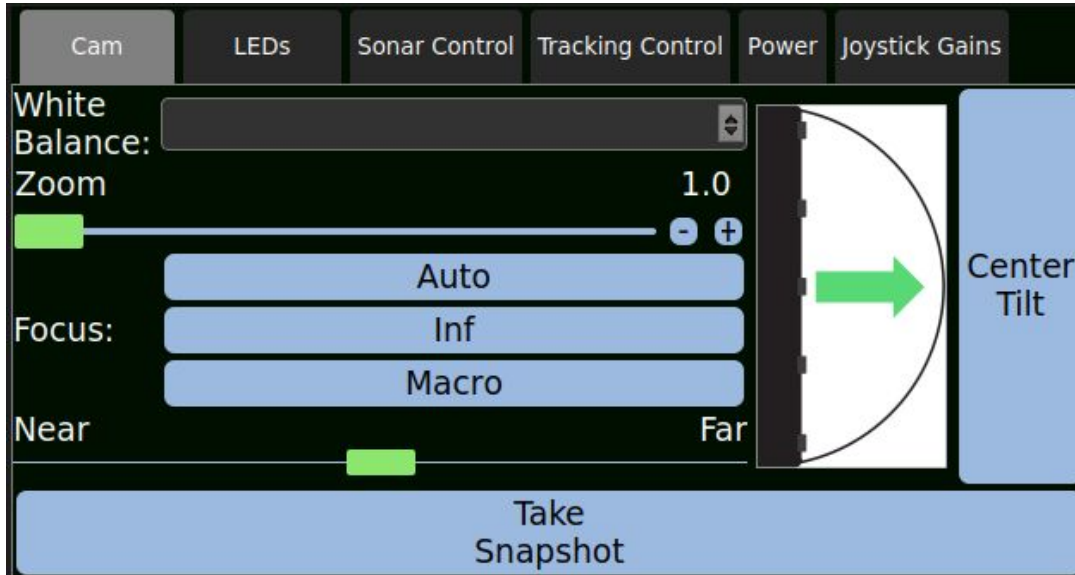 Cam LEDs Sonar Control Tracking Control Power Joystick Gains
White
Balance:
Zoom 1.0
- +
Auto
Focus: Inf
Macro
Near Far
Center
Tilt
Take
Snapshot